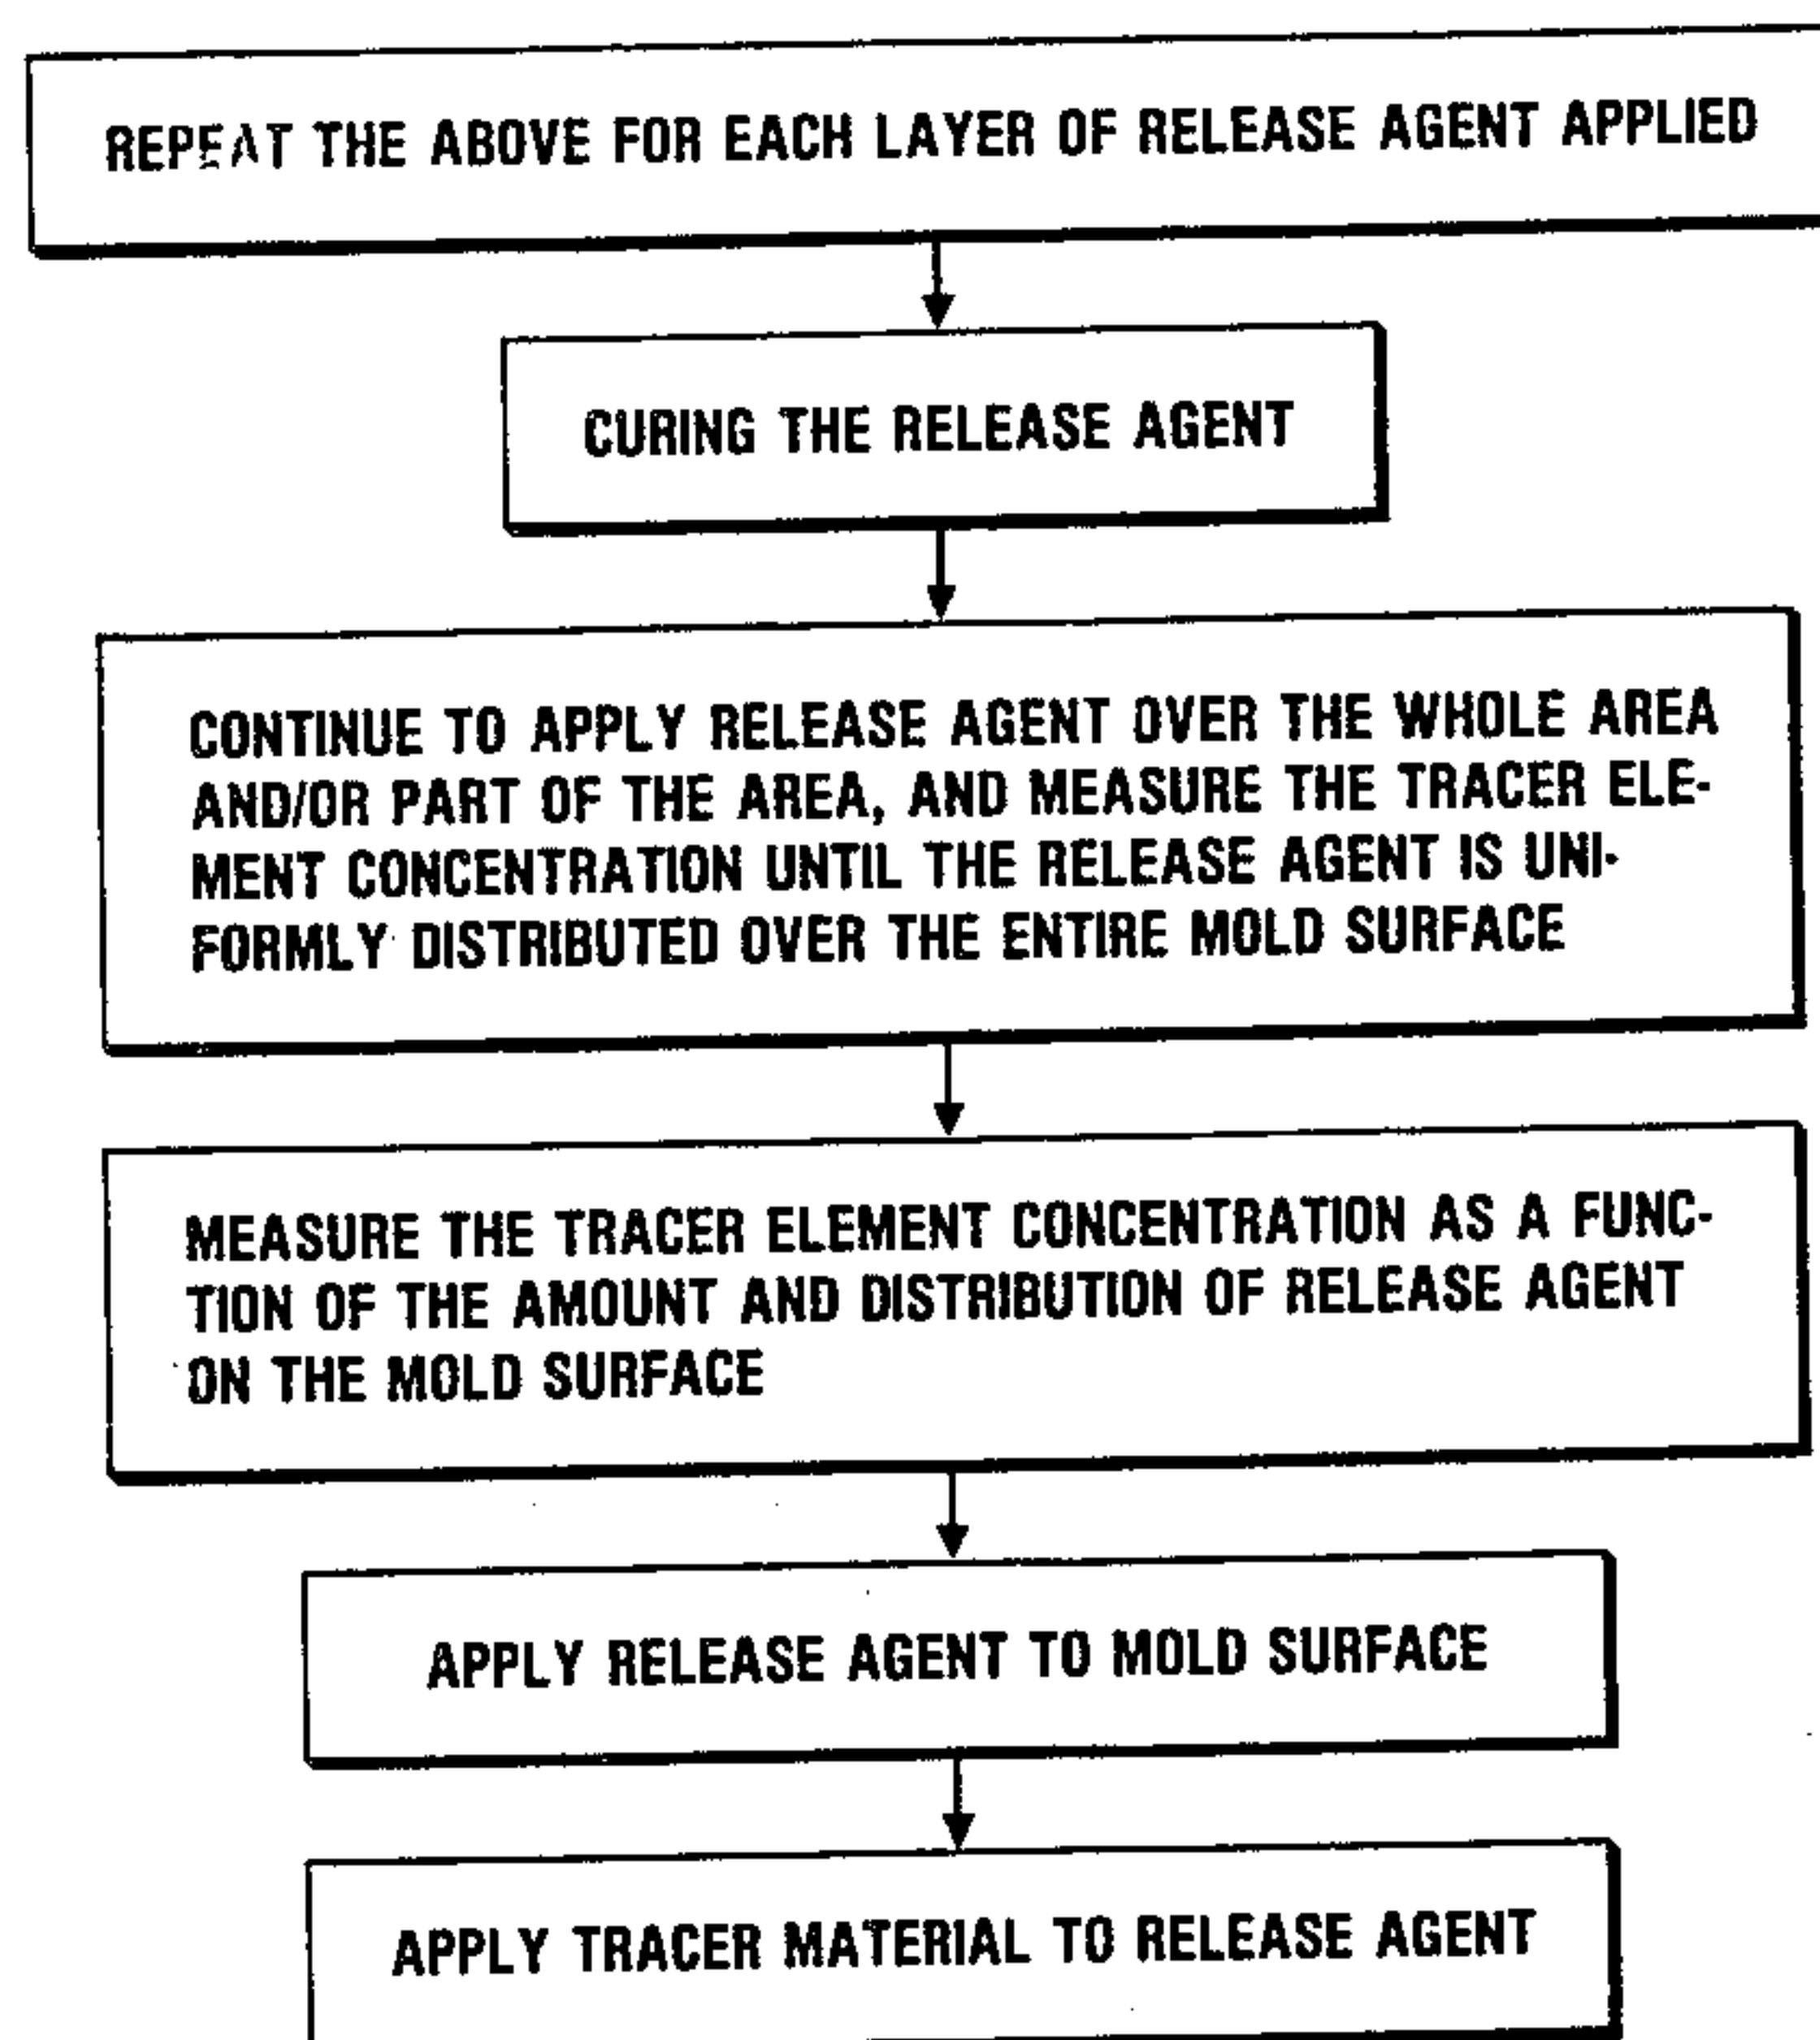 REPEAT THE ABOVE FOR EACH LAYER OF RELEASE AGENT APPLIED
CURING THE RELEASE AGENT
CONTINUE TO APPLY RELEASE AGENT OVER THE WHOLE AREA
AND/OR PART OF THE AREA, AND MEASURE THE TRACER ELE-
MENT CONCENTRATION UNTIL THE RELEASE AGENT IS UNI-
FORMLY DISTRIBUTED OVER THE ENTIRE MOLD SURFACE
MEASURE THE TRACER ELEMENT CONCENTRATION AS A FUNC-
TION OF THE AMOUNT AND DISTRIBUTION OF RELEASE AGENT
ON THE MOLD SURFACE
APPLY RELEASE AGENT TO MOLD SURFACE
APPLY TRACER MATERIAL TO RELEASE AGENT